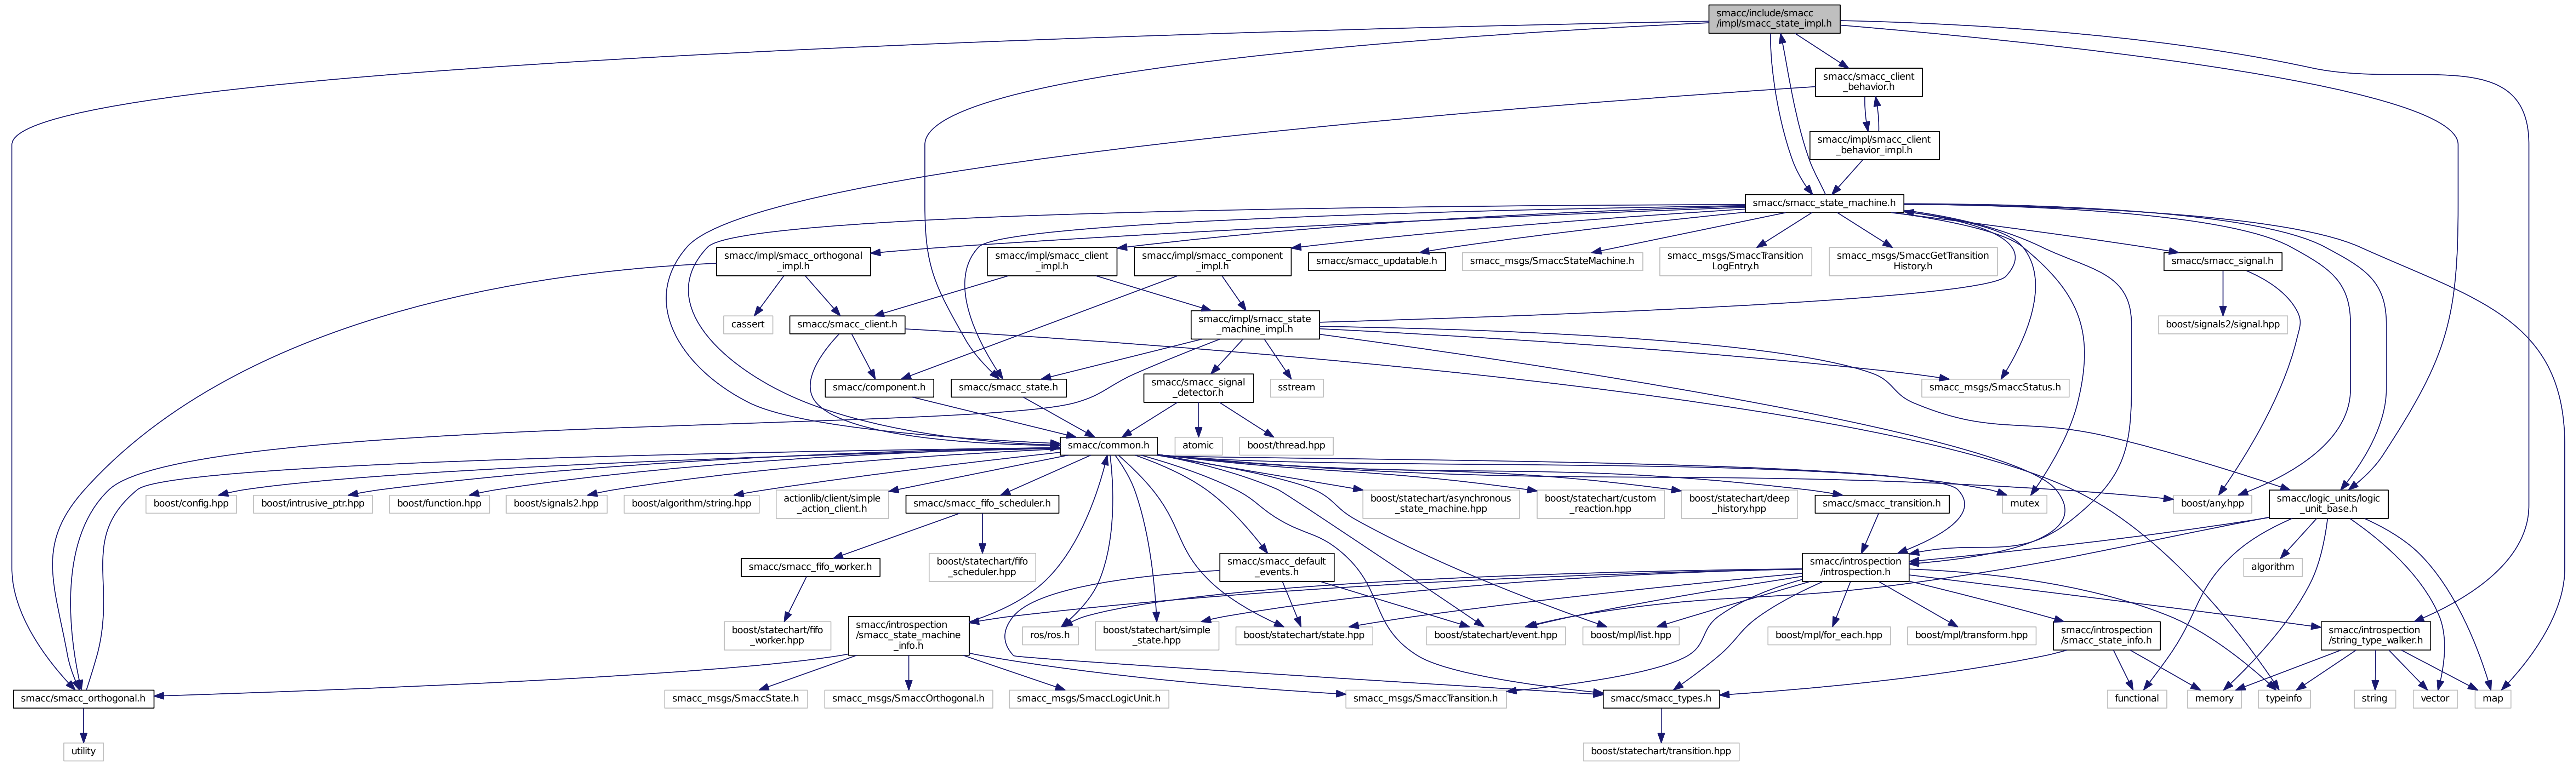 smacc/include/smacc
/impl/smacc_state_impl.h
smacc/smacc_client
_behavior.h
smacc/impl/smacc_client
_behavior_impl.h
smacc/smacc_state_machine.h
smacc/impl/smacc_orthogonal
_impl.h
smacc/impl/smacc_client
_impl.h
smacc/impl/smacc_component
_impl.h
smacc/smacc_updatable.h
smacc_msgs/SmaccStateMachine.h
smacc_msgs/SmaccTransition
LogEntry.h
smacc_msgs/SmaccGetTransition
History.h
smacc/smacc_signal.h
cassert
smacc/smacc_client.h
smacc/impl/smacc_state
_machine_impl.h
boost/signals2/signal.hpp
smacc/component.h
smacc/smacc_state.h
smacc/smacc_signal
_detector.h
sstream
smacc_msgs/SmaccStatus.h
smacc/common.h
atomic
boost/thread.hpp
boost/config.hpp
boost/intrusive_ptr.hpp
boost/function.hpp
boost/signals2.hpp
boost/algorithm/string.hpp
actionlib/client/simple
_action_client.h
smacc/smacc_fifo_scheduler.h
boost/statechart/asynchronous
_state_machine.hpp
boost/statechart/custom
_reaction.hpp
boost/statechart/deep
_history.hpp
smacc/smacc_transition.h
mutex
boost/any.hpp
smacc/logic_units/logic
_unit_base.h
smacc/smacc_fifo_worker.h
boost/statechart/fifo
_scheduler.hpp
smacc/smacc_default
_events.h
smacc/introspection
/introspection.h
algorithm
boost/statechart/fifo
_worker.hpp
smacc/introspection
/smacc_state_machine
_info.h
ros/ros.h
boost/statechart/simple
_state.hpp
boost/statechart/state.hpp
boost/statechart/event.hpp
boost/mpl/list.hpp
boost/mpl/for_each.hpp
boost/mpl/transform.hpp
smacc/introspection
/smacc_state_info.h
smacc/introspection
/string_type_walker.h
smacc/smacc_orthogonal.h
smacc_msgs/SmaccState.h
smacc_msgs/SmaccOrthogonal.h
smacc_msgs/SmaccLogicUnit.h
smacc_msgs/SmaccTransition.h
smacc/smacc_types.h
functional
memory
typeinfo
string
vector
map
utility
boost/statechart/transition.hpp